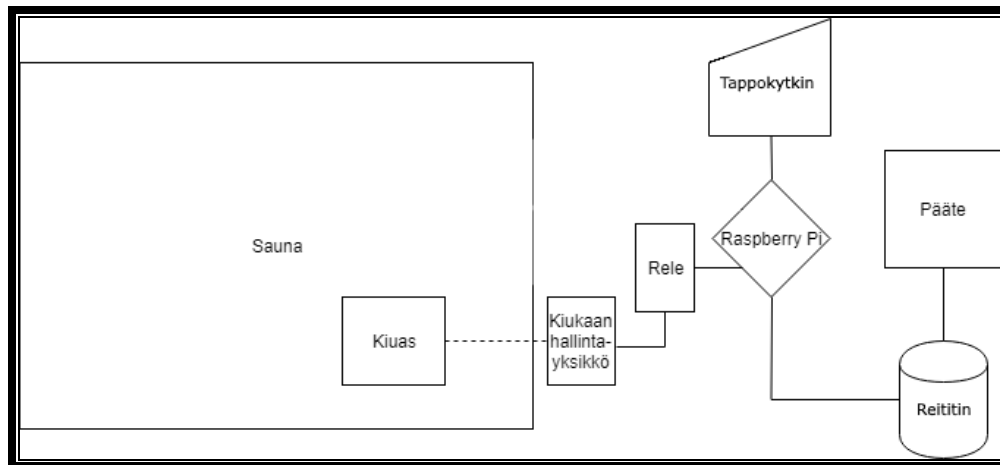 Tappokytkin
Pääte
Raspberry Pi
Sauna
Rele
Kiuas
Kiukaan
hallinta-
yksikkö
Reititin